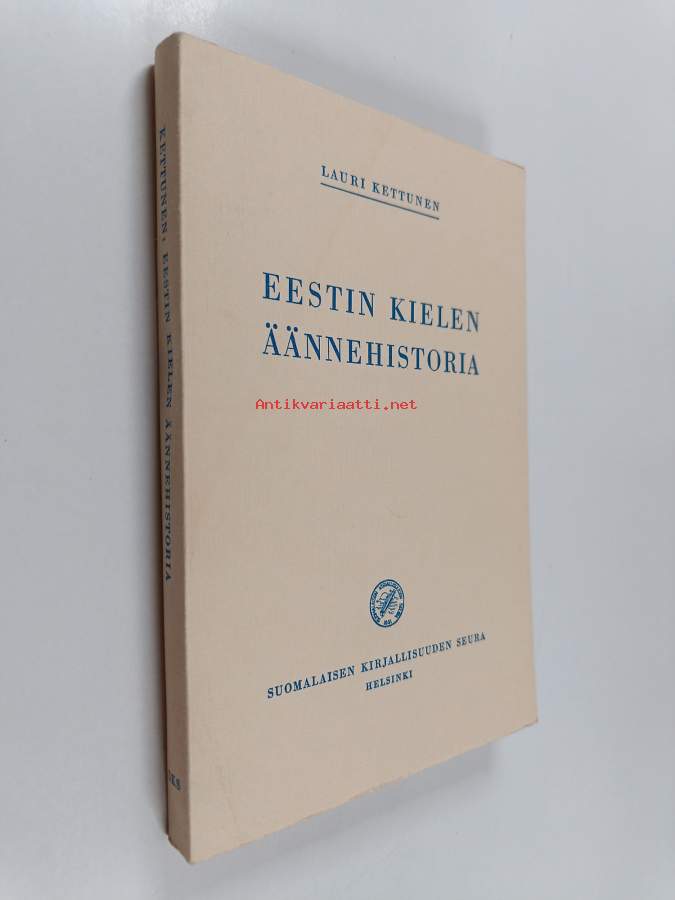 LAURI KETTUNEN
EESTIN KIELEN
ÄÄNNEHISTORIA
Antikvariaatti.net
SUOMALAISEN KIRJALLISUUDEN SEURA
HELSINKI
KETTUNEN, EESTIN KIELEN ÄÄNNEHISTORIA